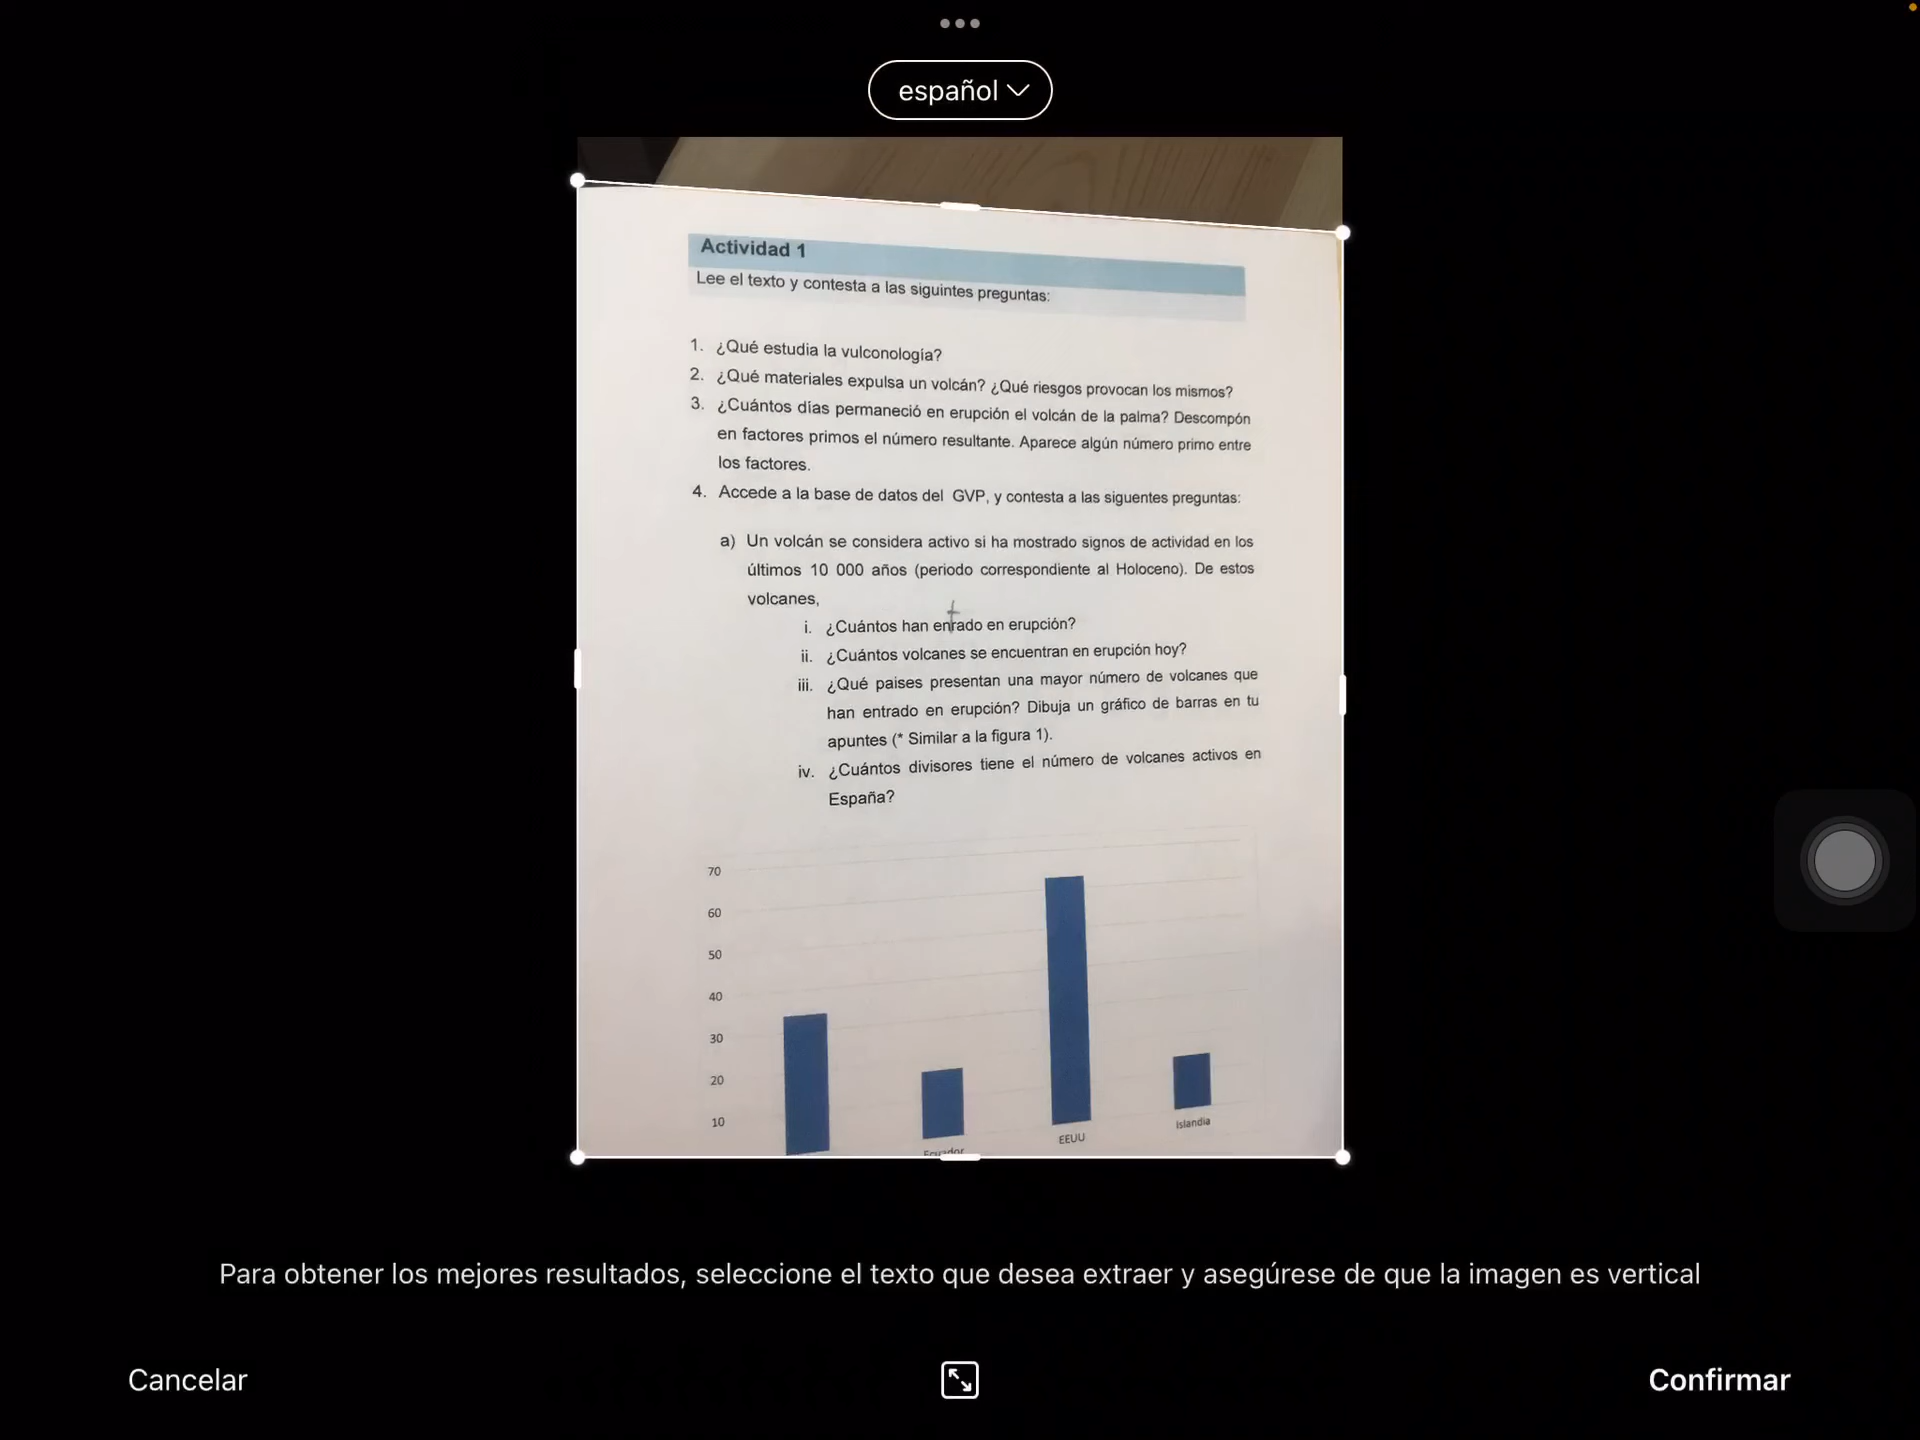 español
Actividad 1
Lee el texto y contesta a las siguintes preguntas:
1. ¿Qué estudia la vulconología?
2. ¿Qué materiales expulsa un volcán? ¿Qué riesgos provocan los mismos?
3. ¿Cuántos días permaneció en erupción el volcán de la palma? Descompón
en factores primos el número resultante. Aparece algún número primo entre
los factores.
4. Accede a la base de datos del GVP, y contesta a las siguentes preguntas:
a) Un volcán se considera activo si ha mostrado signos de actividad en los
últimos 10 000 años (periodo correspondiente al Holoceno). De estos
volcanes,
i. ¿Cuántos han entrado en erupción?
ii. ¿Cuántos volcanes se encuentran en erupción hoy?
iii. ¿Qué paises presentan una mayor número de volcanes que
han entrado en erupción? Dibuja un gráfico de barras en tu
apuntes (* Similar a la figura 1).
iv. ¿Cuántos divisores tiene el número de volcanes activos en
España?
70
60
50
40
30
20
10
Ecuador
EEUU
Islandia
Para obtener los mejores resultados, seleccione el texto que desea extraer y asegúrese de que la imagen es vertical
Cancelar
Confirmar